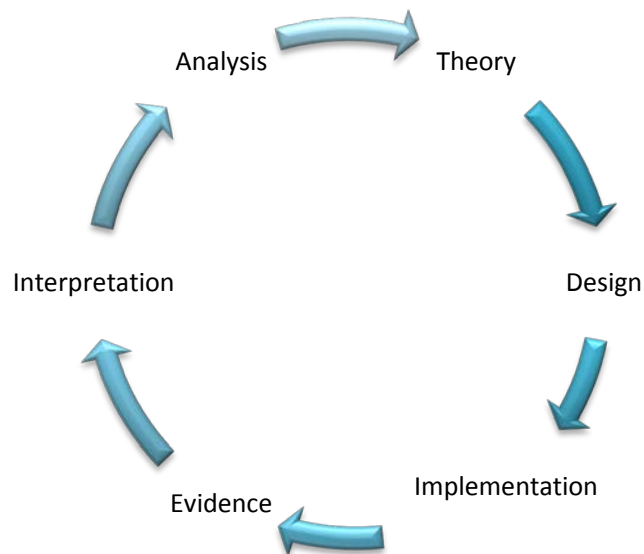 Analysis
Theory
Interpretation
Design
Evidence
Implementation